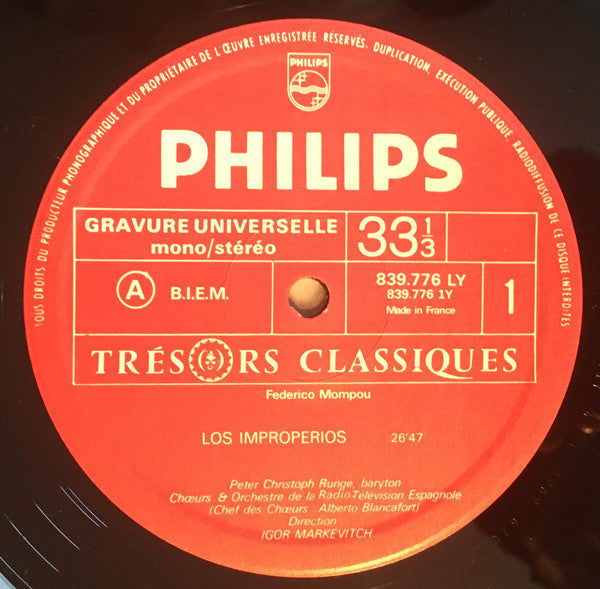 TOUS DROITS DU PRODUCTEUR PHONOGRAPHIQUE ET DU PROPRIÉTAIRE DE L'ŒUVRE ENREGISTRÉE RÉSERVÉS. DUPLICATION, EXÉCUTION PUBLIQUE, RADIODIFFUSION DE CE DISQUE INTERDITES
PHILIPS
PHILIPS
GRAVURE UNIVERSELLE
mono/stéréo
33 1/3
A
B.I.E.M.
839.776 LY
839.776 1Y
Made in France
1
TRÉSORS CLASSIQUES
Federico Mompou
LOS IMPROPERIOS 26'47
Peter Christoph Runge, baryton
Chœurs & Orchestre de la Radio-Télévision Espagnole
(Chef des Chœurs : Alberto Blancafort)
Direction
IGOR MARKEVITCH